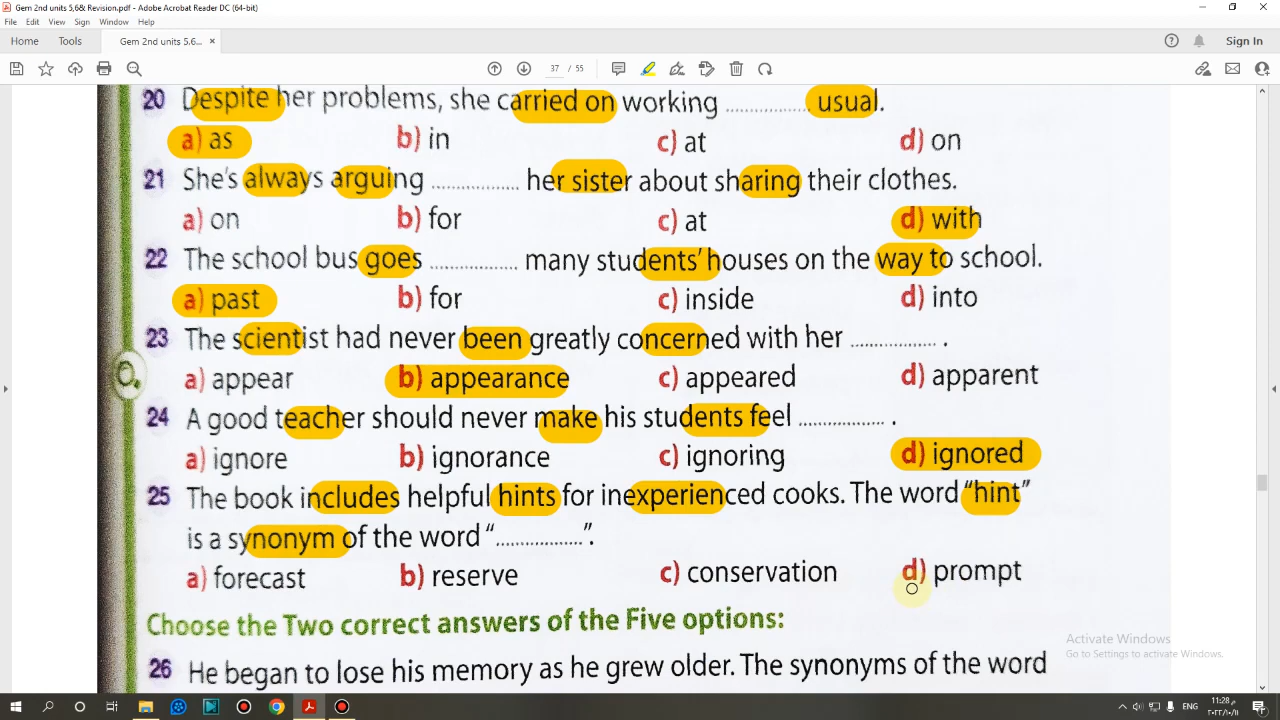 Gem 2nd units 5,6& Revision.pdf - Adobe Acrobat Reader DC (64-bit)
File Edit View Sign Window Help
Home Tools Gem 2nd units 5.6... × Sign In
37 / 55
20 Despite her problems, she carried on working ................ usual.
a) as b) in c) at d) on
21 She's always arguing ................ her sister about sharing their clothes.
a) on b) for c) at d) with
22 The school bus goes ................ many students' houses on the way to school.
a) past b) for c) inside d) into
23 The scientist had never been greatly concerned with her ................ .
a) appear b) appearance c) appeared d) apparent
24 A good teacher should never make his students feel ................ .
a) ignore b) ignorance c) ignoring d) ignored
25 The book includes helpful hints for inexperienced cooks. The word "hint"
is a synonym of the word "................".
a) forecast b) reserve c) conservation d) prompt
Choose the Two correct answers of the Five options:
26 He began to lose his memory as he grew older. The synonyms of the word
Activate Windows
Go to Settings to activate Windows.
ENG